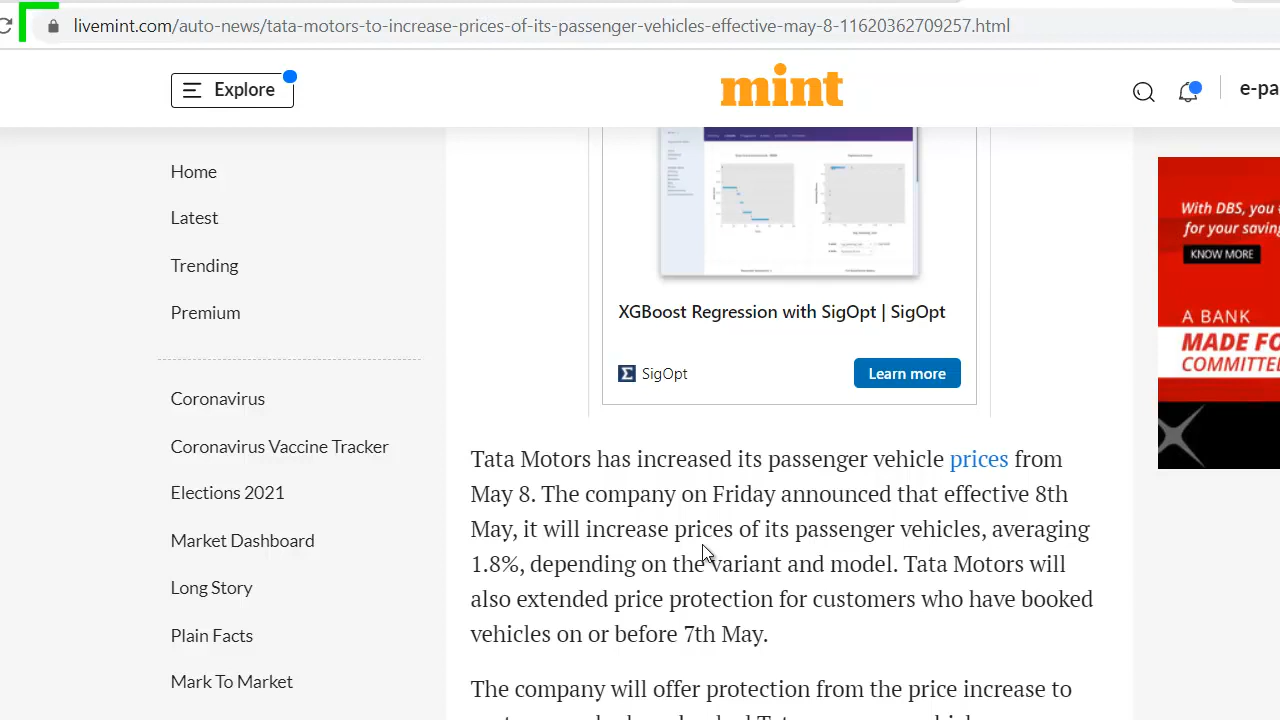 livemint.com/auto-news/tata-motors-to-increase-prices-of-its-passenger-vehicles-effective-may-8-11620362709257.html
Explore
mint
e-pa
Home
Latest
Trending
Premium
Coronavirus
Coronavirus Vaccine Tracker
Elections 2021
Market Dashboard
Long Story
Plain Facts
Mark To Market
XGBoost Regression with SigOpt | SigOpt
SigOpt
Learn more
Tata Motors has increased its passenger vehicle prices from
May 8. The company on Friday announced that effective 8th
May, it will increase prices of its passenger vehicles, averaging
1.8%, depending on the variant and model. Tata Motors will
also extended price protection for customers who have booked
vehicles on or before 7th May.
The company will offer protection from the price increase to
With DBS, you
for your savin
KNOW MORE
A BANK
MADE FO
COMMITTE